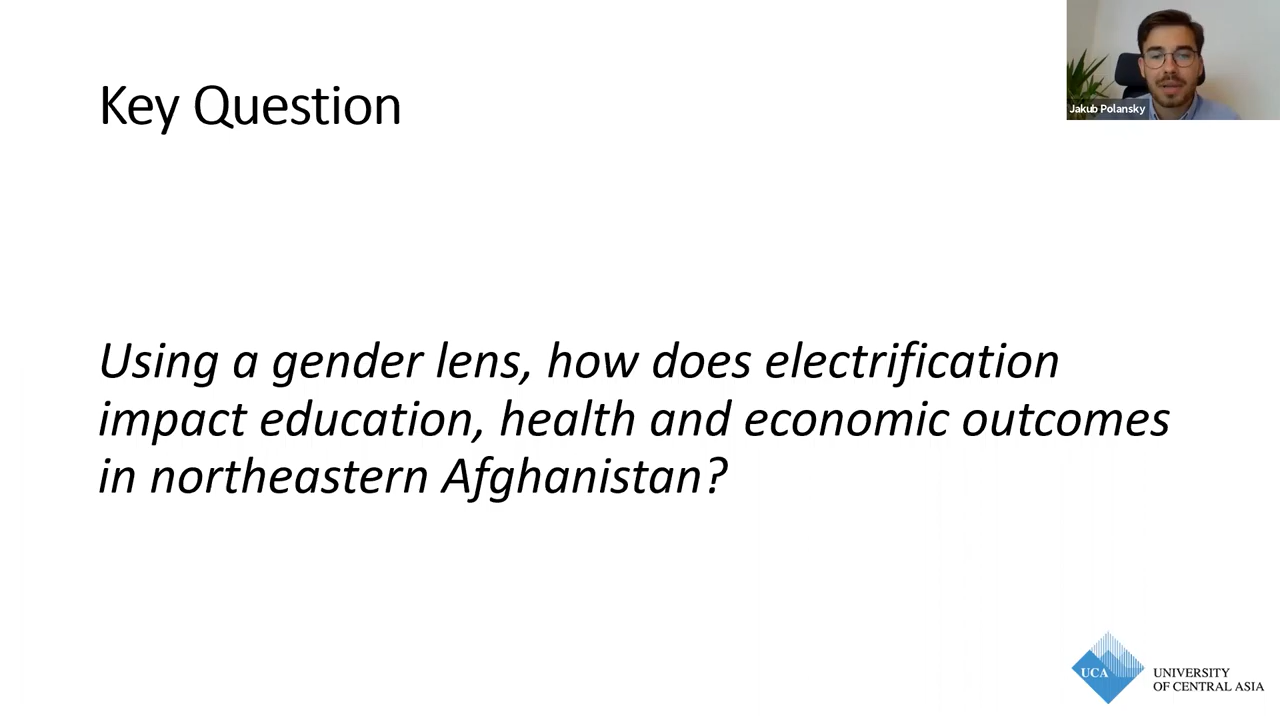 Key Question
Jakub Polansky
Using a gender lens, how does electrification
impact education, health and economic outcomes
in northeastern Afghanistan?
UCA
UNIVERSITY
OF CENTRAL ASIA